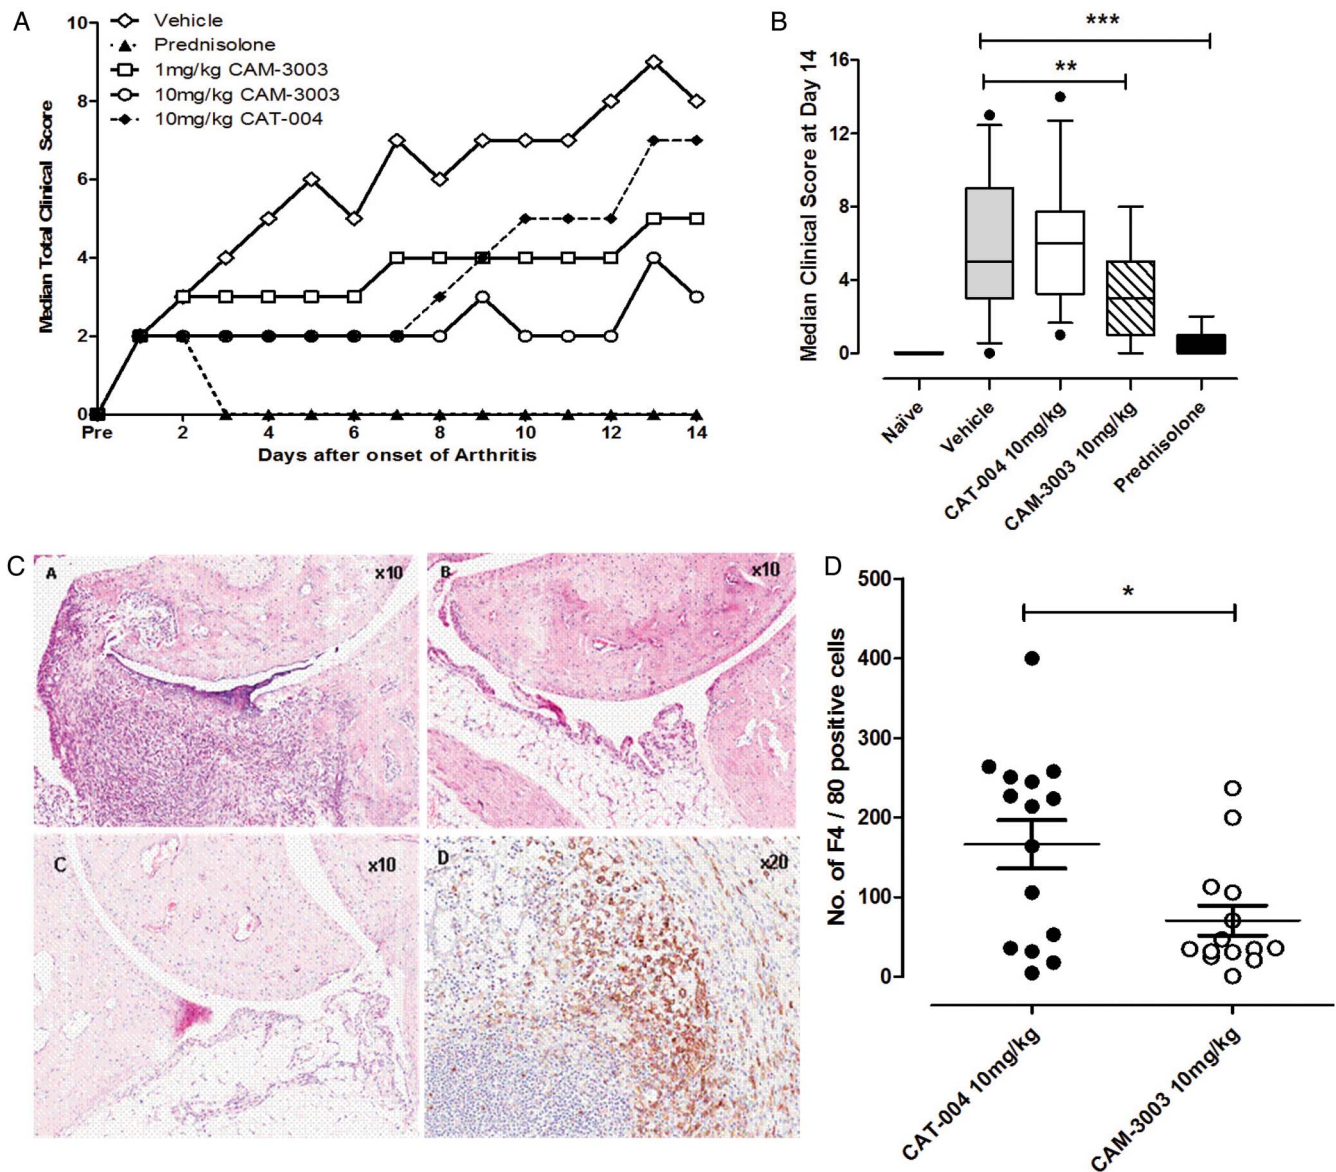 A
Vehicle
Prednisolone
1mg/kg CAM-3003
10mg/kg CAM-3003
10mg/kg CAT-004
Median Total Clinical Score
10
8
6
4
2
0
Pre 2 4 6 8 10 12 14
Days after onset of Arthritis
B
***
**
Median Clinical Score at Day 14
16
12
8
4
0
Naïve
Vehicle
CAT-004 10mg/kg
CAM-3003 10mg/kg
Prednisolone
C
A x10
B x10
C x10
D x20
D
*
No. of F4 / 80 positive cells
500
400
300
200
100
0
CAT-004 10mg/kg
CAM-3003 10mg/kg